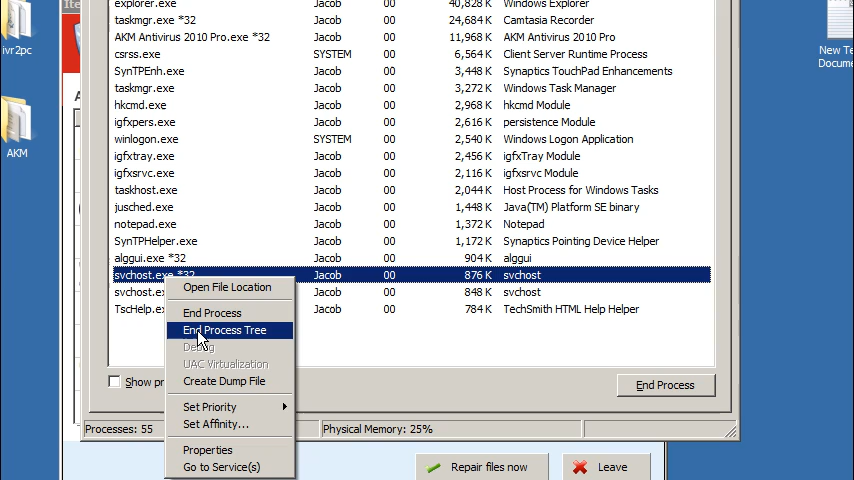 Ite
explorer.exe Jacob 00 40,828 K Windows Explorer
taskmgr.exe *32 Jacob 00 24,684 K Camtasia Recorder
AKM Antivirus 2010 Pro.exe *32 Jacob 00 11,968 K AKM Antivirus 2010 Pro
csrss.exe SYSTEM 00 6,564 K Client Server Runtime Process
SynTPEnh.exe Jacob 00 3,448 K Synaptics TouchPad Enhancements
taskmgr.exe Jacob 00 3,272 K Windows Task Manager
hkcmd.exe Jacob 00 2,968 K hkcmd Module
igfxpers.exe Jacob 00 2,616 K persistence Module
winlogon.exe SYSTEM 00 2,540 K Windows Logon Application
igfxtray.exe Jacob 00 2,456 K igfxTray Module
igfxsrvc.exe Jacob 00 2,116 K igfxsrvc Module
taskhost.exe Jacob 00 2,044 K Host Process for Windows Tasks
jusched.exe Jacob 00 1,448 K Java(TM) Platform SE binary
notepad.exe Jacob 00 1,372 K Notepad
SynTPHelper.exe Jacob 00 1,172 K Synaptics Pointing Device Helper
alggui.exe *32 Jacob 00 904 K alggui
svchost.exe *32 Jacob 00 876 K svchost
svchost.e Jacob 00 848 K svchost
TscHelp.e Jacob 00 784 K TechSmith HTML Help Helper
Open File Location
End Process
End Process Tree
Debug
UAC Virtualization
Create Dump File
Set Priority
Set Affinity...
Properties
Go to Service(s)
Show pr
End Process
Processes: 55
Physical Memory: 25%
Repair files now
Leave
ivr2pc
AKM
New Te
Docume